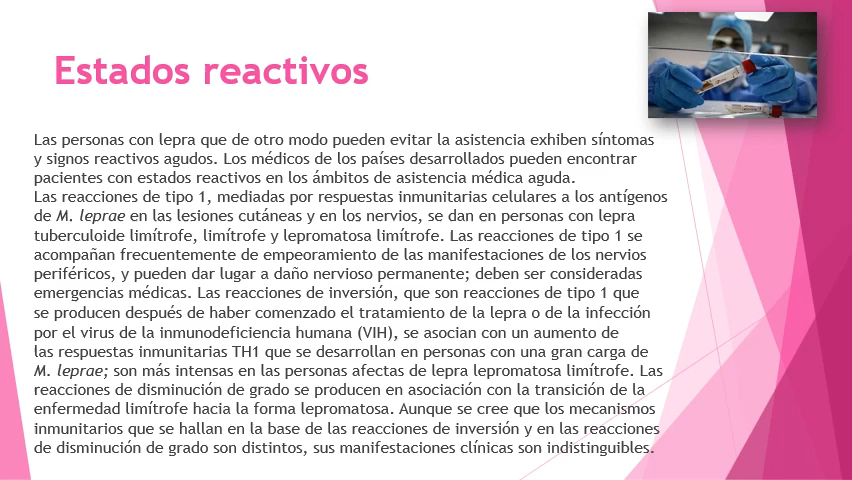 Estados reactivos
Las personas con lepra que de otro modo pueden evitar la asistencia exhiben síntomas
y signos reactivos agudos. Los médicos de los países desarrollados pueden encontrar
pacientes con estados reactivos en los ámbitos de asistencia médica aguda.
Las reacciones de tipo 1, mediadas por respuestas inmunitarias celulares a los antígenos
de M. leprae en las lesiones cutáneas y en los nervios, se dan en personas con lepra
tuberculoide limítrofe, limítrofe y lepromatosa limítrofe. Las reacciones de tipo 1 se
acompañan frecuentemente de empeoramiento de las manifestaciones de los nervios
periféricos, y pueden dar lugar a daño nervioso permanente; deben ser consideradas
emergencias médicas. Las reacciones de inversión, que son reacciones de tipo 1 que
se producen después de haber comenzado el tratamiento de la lepra o de la infección
por el virus de la inmunodeficiencia humana (VIH), se asocian con un aumento de
las respuestas inmunitarias TH1 que se desarrollan en personas con una gran carga de
M. leprae; son más intensas en las personas afectas de lepra lepromatosa limítrofe. Las
reacciones de disminución de grado se producen en asociación con la transición de la
enfermedad limítrofe hacia la forma lepromatosa. Aunque se cree que los mecanismos
inmunitarios que se hallan en la base de las reacciones de inversión y en las reacciones
de disminución de grado son distintos, sus manifestaciones clínicas son indistinguibles.